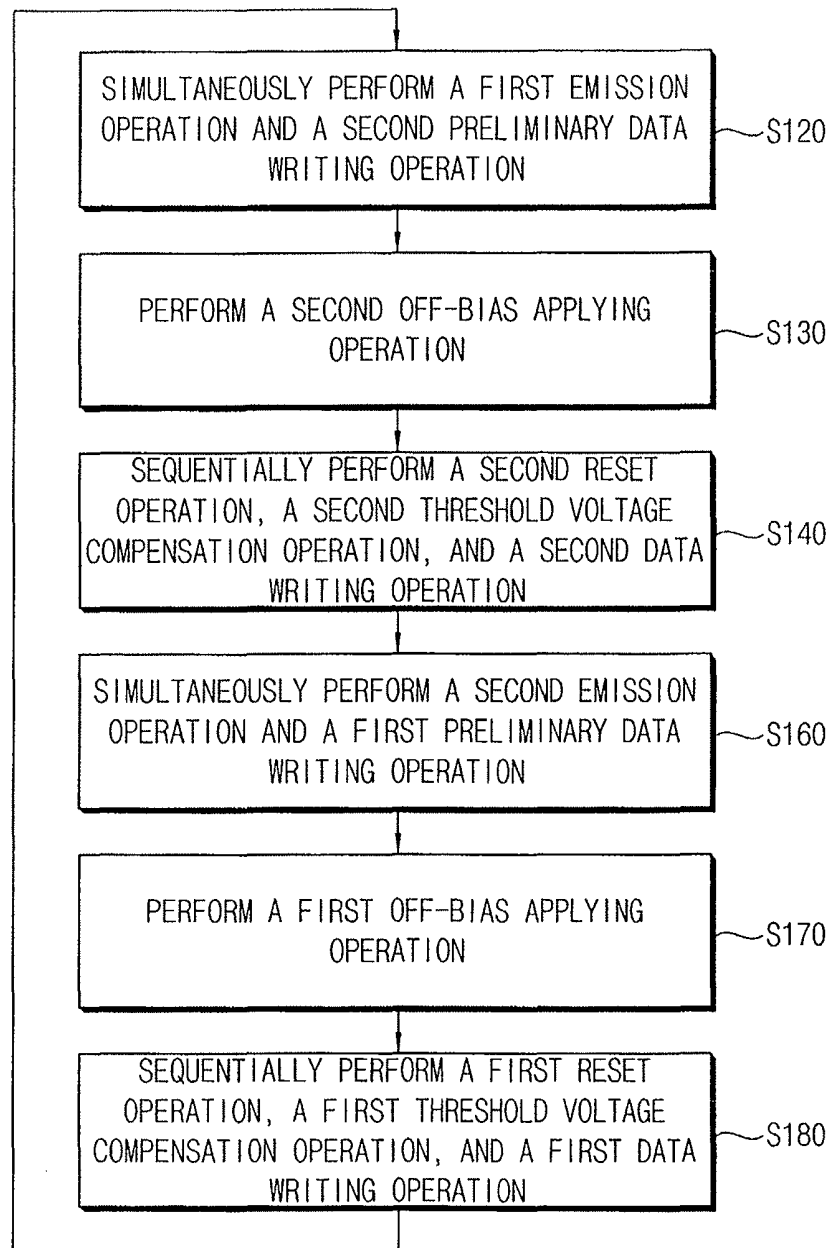 SIMULTANEOUSLY PERFORM A FIRST EMISSION
OPERATION AND A SECOND PRELIMINARY DATA
WRITING OPERATION
S120
PERFORM A SECOND OFF-BIAS APPLYING
OPERATION
S130
SEQUENTIALLY PERFORM A SECOND RESET
OPERATION, A SECOND THRESHOLD VOLTAGE
COMPENSATION OPERATION, AND A SECOND DATA
WRITING OPERATION
S140
SIMULTANEOUSLY PERFORM A SECOND EMISSION
OPERATION AND A FIRST PRELIMINARY DATA
WRITING OPERATION
S160
PERFORM A FIRST OFF-BIAS APPLYING
OPERATION
S170
SEQUENTIALLY PERFORM A FIRST RESET
OPERATION, A FIRST THRESHOLD VOLTAGE
COMPENSATION OPERATION, AND A FIRST DATA
WRITING OPERATION
S180